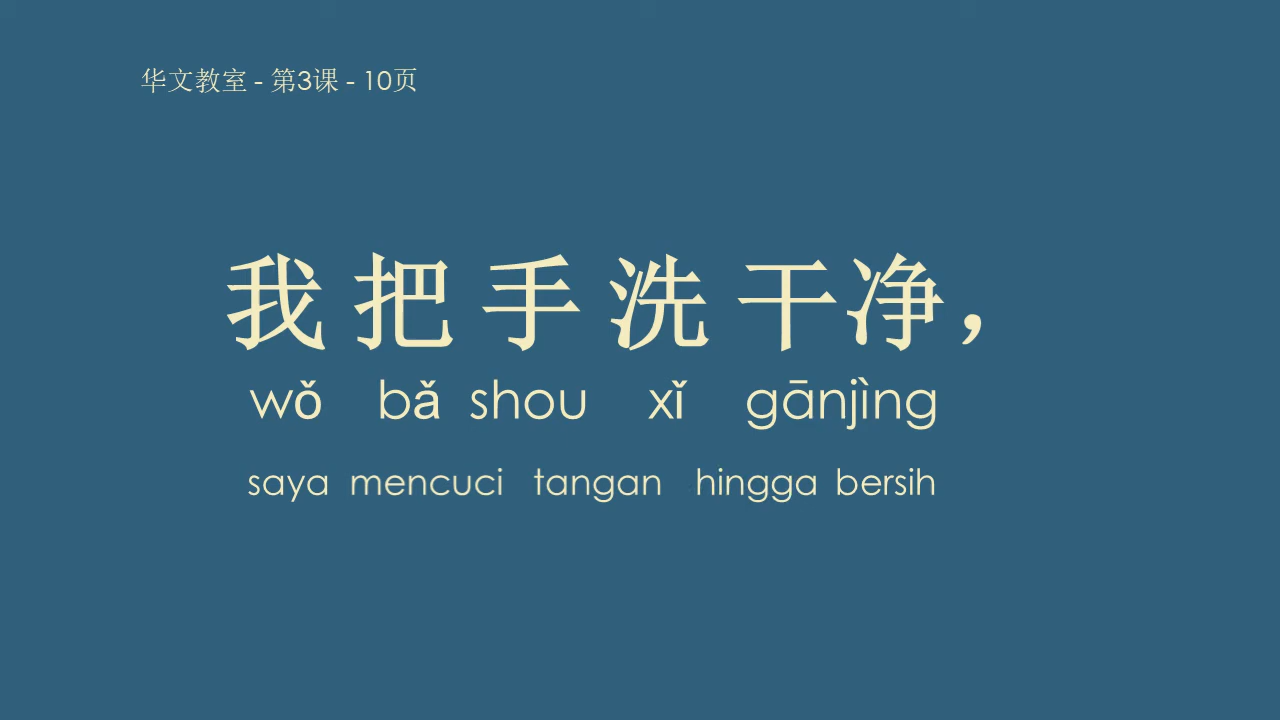 华文教室 - 第3课 - 10页
我 把 手 洗 干净，
wǒ bǎ shou xǐ gānjìng
saya mencuci tangan hingga bersih